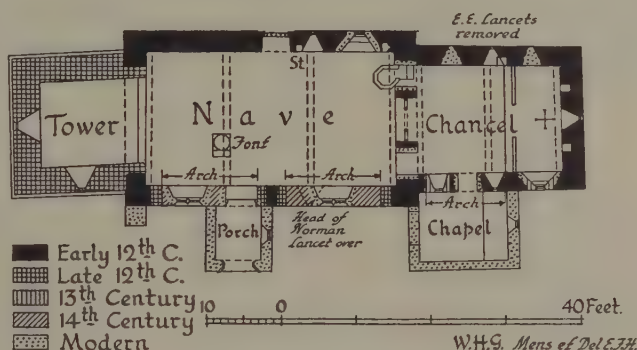 E.E. Lancets
removed
St
Tower
Nave
Chancel
Font
Arch
Arch
Arch
Head of
Norman
Lancet over
Porch
Chapel
Early 12th C.
Late 12th C.
13th Century
14th Century
Modern
10 0 40 Feet.
W.H.G. Mens et Del E.J.H.